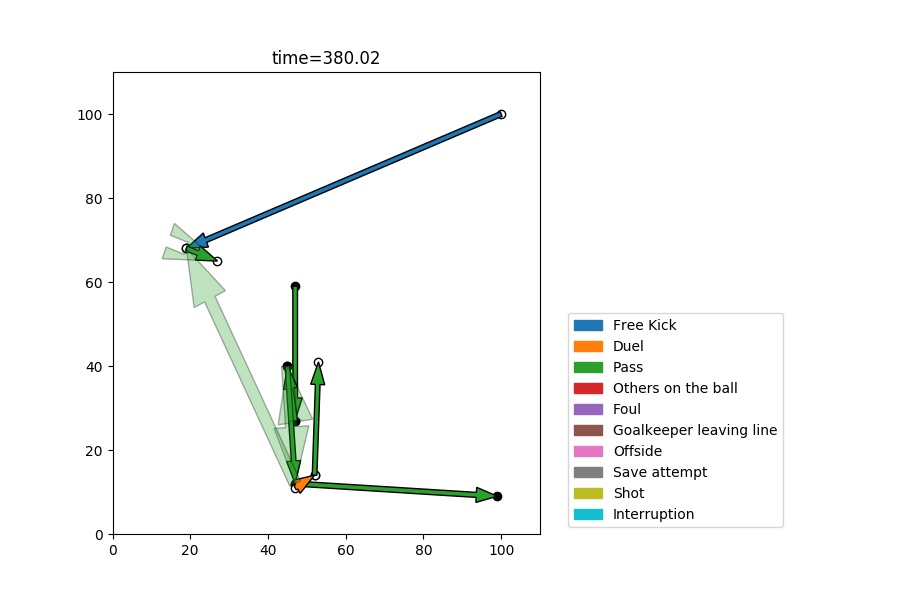 time=380.02
100
80
60
40
20
0
0 20 40 60 80 100
Free Kick
Duel
Pass
Others on the ball
Foul
Goalkeeper leaving line
Offside
Save attempt
Shot
Interruption